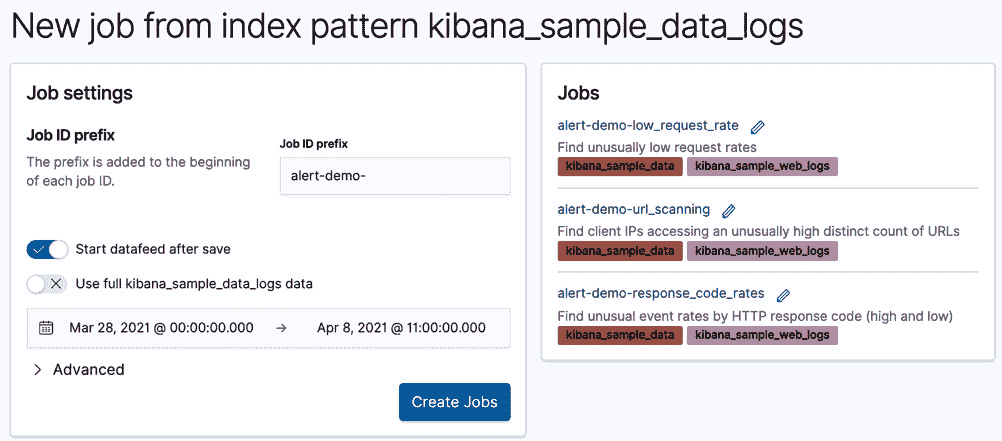 New job from index pattern kibana_sample_data_logs
Job settings
Job ID prefix
The prefix is added to the beginning
of each job ID.
Job ID prefix
alert-demo-
Start datafeed after save
Use full kibana_sample_data_logs data
Mar 28, 2021 @ 00:00:00.000 → Apr 8, 2021 @ 11:00:00.000
Advanced
Create Jobs
Jobs
alert-demo-low_request_rate
Find unusually low request rates
kibana_sample_data kibana_sample_web_logs
alert-demo-url_scanning
Find client IPs accessing an unusually high distinct count of URLs
kibana_sample_data kibana_sample_web_logs
alert-demo-response_code_rates
Find unusual event rates by HTTP response code (high and low)
kibana_sample_data kibana_sample_web_logs